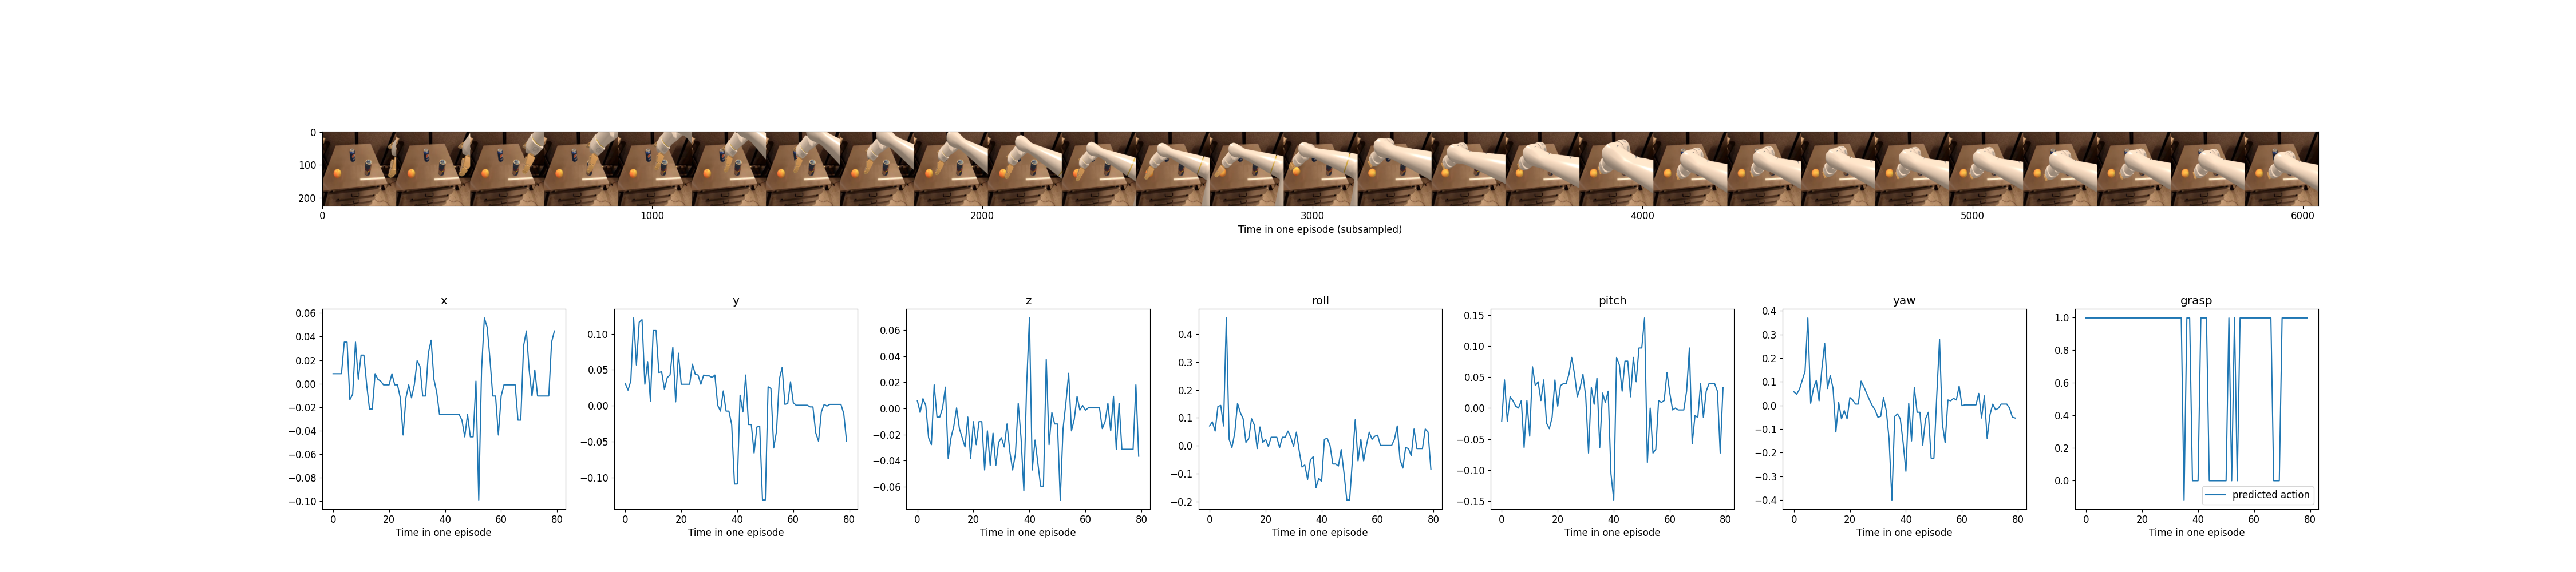 0
100
200
0 1000 2000 3000 4000 5000 6000
Time in one episode (subsampled)
x
0.06
0.04
0.02
0.00
−0.02
−0.04
−0.06
−0.08
−0.10
0 20 40 60 80
Time in one episode
y
0.10
0.05
0.00
−0.05
−0.10
0 20 40 60 80
Time in one episode
z
0.06
0.04
0.02
0.00
−0.02
−0.04
−0.06
0 20 40 60 80
Time in one episode
roll
0.4
0.3
0.2
0.1
0.0
−0.1
−0.2
0 20 40 60 80
Time in one episode
pitch
0.15
0.10
0.05
0.00
−0.05
−0.10
−0.15
0 20 40 60 80
Time in one episode
yaw
0.4
0.3
0.2
0.1
0.0
−0.1
−0.2
−0.3
−0.4
0 20 40 60 80
Time in one episode
grasp
1.0
0.8
0.6
0.4
0.2
0.0
predicted action
0 20 40 60 80
Time in one episode